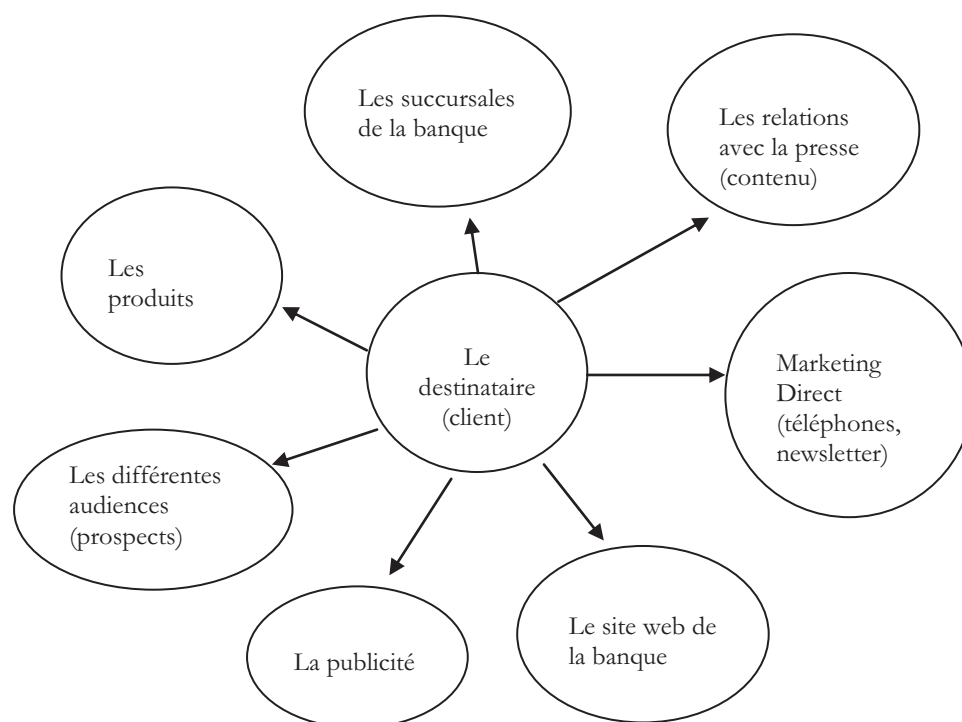 Les succursales
de la banque
Les relations
avec la presse
(contenu)
Les
produits
Le
destinataire
(client)
Marketing
Direct
(téléphones,
newsletter)
Les différentes
audiences
(prospects)
La publicité
Le site web de
la banque